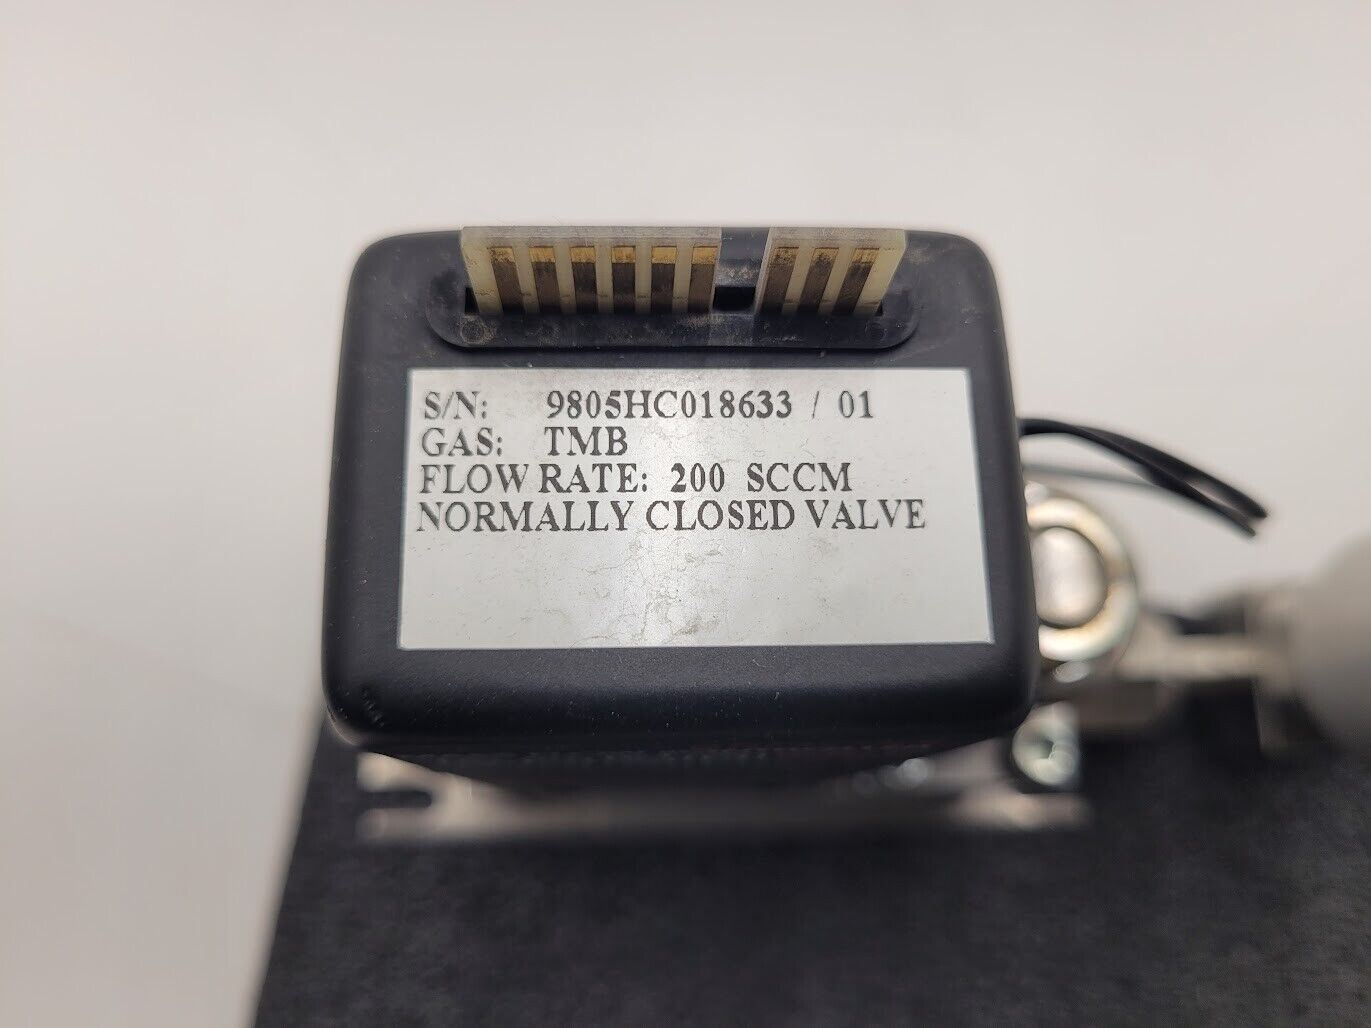 S/N: 9805HC018633 / 01
GAS: TMB
FLOW RATE: 200 SCCM
NORMALLY CLOSED VALVE